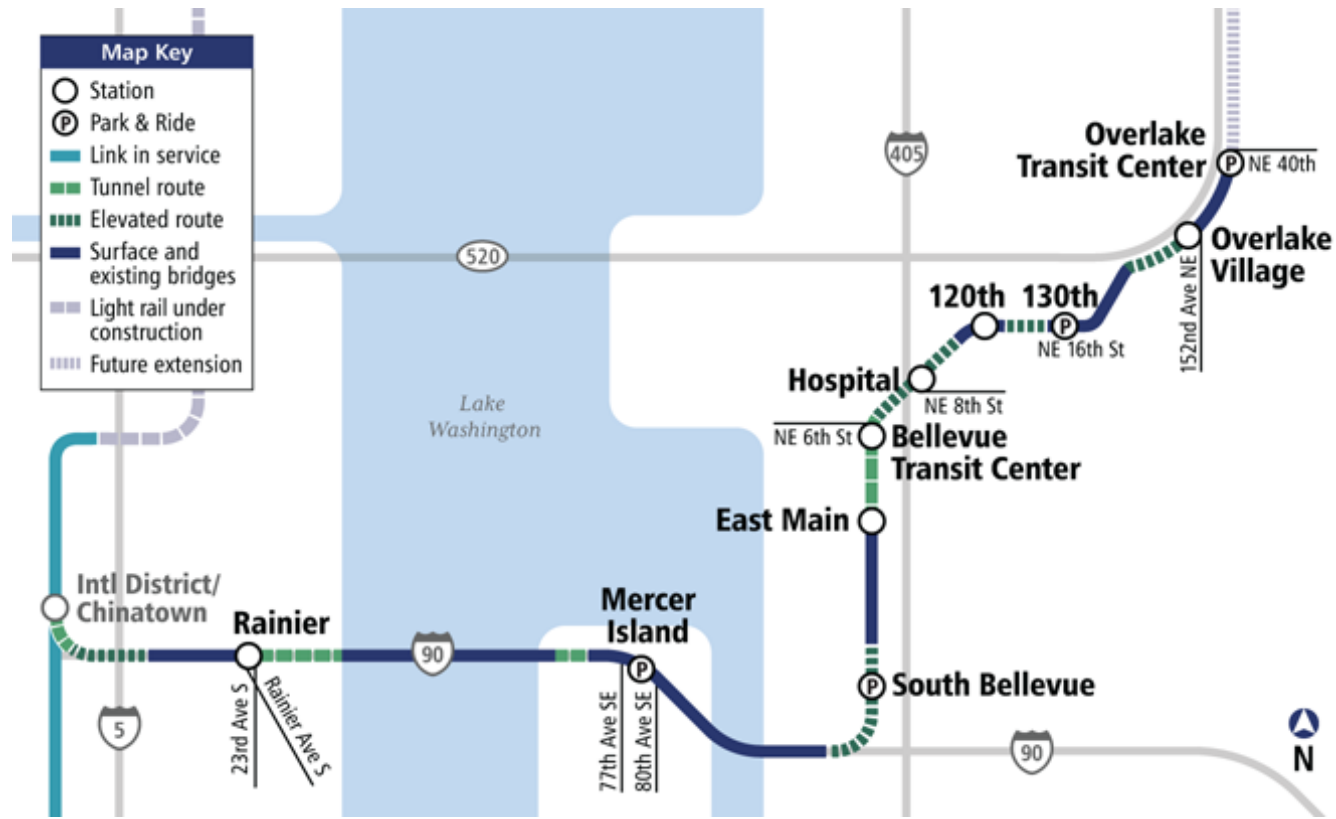 Map Key
Station
P
Park & Ride
Link in service
Tunnel route
Elevated route
Surface and
existing bridges
Light rail under
construction
Future extension
405
Overlake
Transit Center
P
NE 40th
520
Overlake
Village
152nd Ave NE
120th
130th
P
NE 16th St
Hospital
NE 8th St
Lake
Washington
NE 6th St
Bellevue
Transit Center
East Main
Intl District/
Chinatown
Rainier
Mercer
Island
90
P
P
South Bellevue
23rd Ave S
Rainier Ave S
77th Ave SE
80th Ave SE
5
90
N